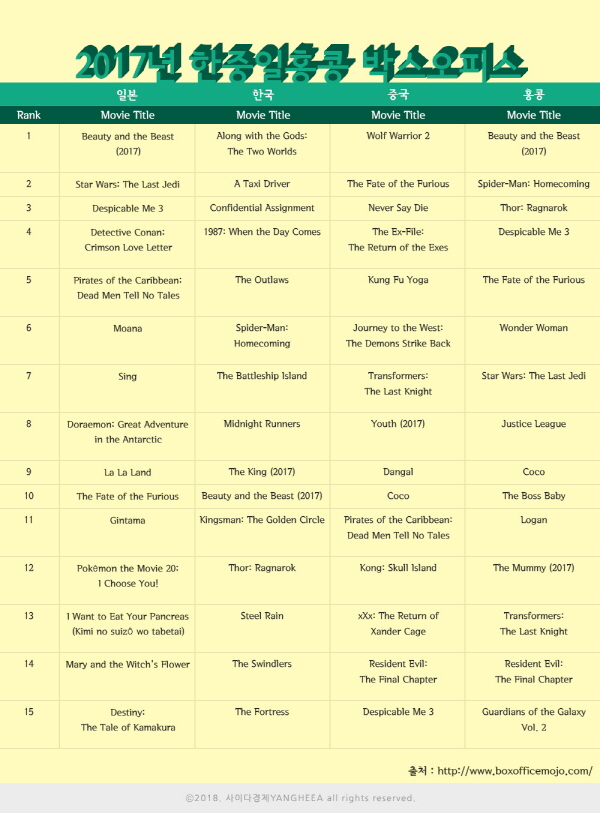 2017년 한중일홍콩 박스오피스
일본 한국 중국 홍콩
Rank Movie Title Movie Title Movie Title Movie Title
1 Beauty and the Beast Along with the Gods: Wolf Warrior 2 Beauty and the Beast
(2017) The Two Worlds (2017)
2 Star Wars: The Last Jedi A Taxi Driver The Fate of the Furious Spider-Man: Homecoming
3 Despicable Me 3 Confidential Assignment Never Say Die Thor: Ragnarok
4 Detective Conan: 1987: When the Day Comes The Ex-File: Despicable Me 3
Crimson Love Letter The Return of the Exes
5 Pirates of the Caribbean: The Outlaws Kung Fu Yoga The Fate of the Furious
Dead Men Tell No Tales
6 Moana Spider-Man: Journey to the West: Wonder Woman
Homecoming The Demons Strike Back
7 Sing The Battleship Island Transformers: Star Wars: The Last Jedi
The Last Knight
8 Doraemon: Great Adventure Midnight Runners Youth (2017) Justice League
in the Antarctic
9 La La Land The King (2017) Dangal Coco
10 The Fate of the Furious Beauty and the Beast (2017) Coco The Boss Baby
11 Gintama Kingsman: The Golden Circle Pirates of the Caribbean: Logan
Dead Men Tell No Tales
12 Pokémon the Movie 20: Thor: Ragnarok Kong: Skull Island The Mummy (2017)
I Choose You!
13 I Want to Eat Your Pancreas Steel Rain xXx: The Return of Transformers:
(Kimi no suizô wo tabetai) Xander Cage The Last Knight
14 Mary and the Witch's Flower The Swindlers Resident Evil: Resident Evil:
The Final Chapter The Final Chapter
15 Destiny: The Fortress Despicable Me 3 Guardians of the Galaxy
The Tale of Kamakura Vol. 2
출처 : http://www.boxofficemojo.com/
©2018. 사이다경제YANGHEEA all rights reserved.